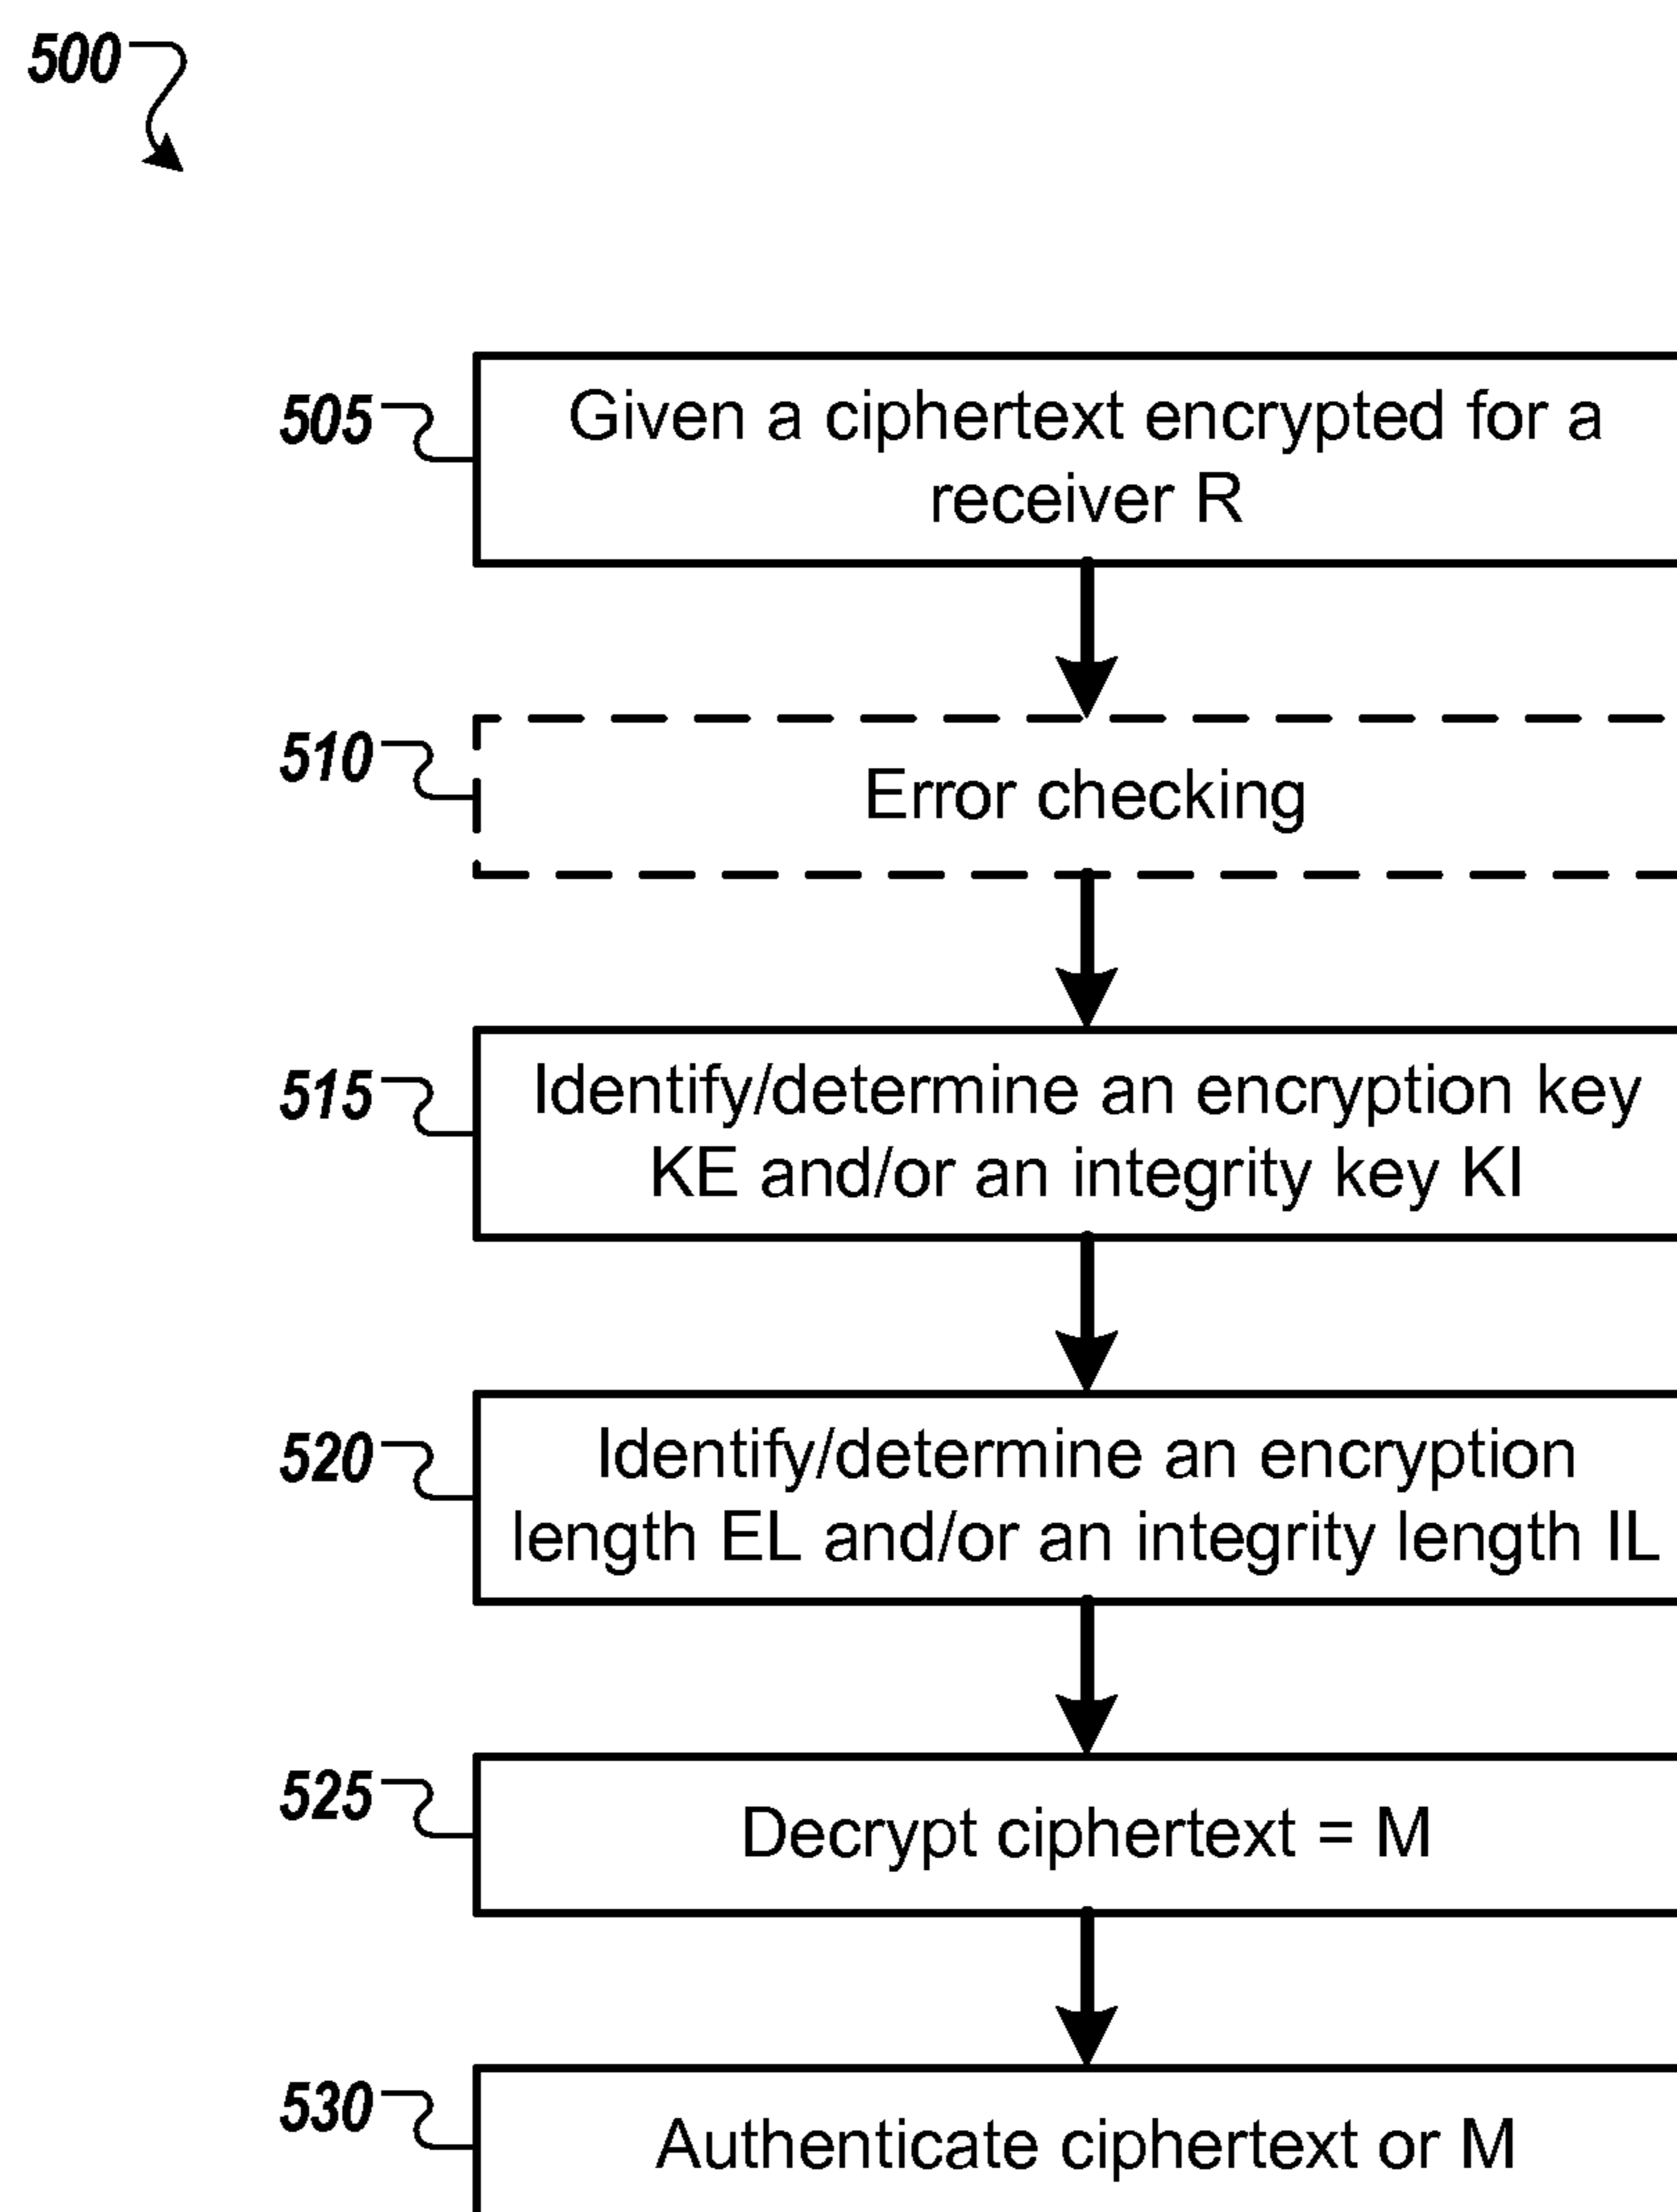 500
505
Given a ciphertext encrypted for a
receiver R
510
Error checking
515
Identify/determine an encryption key
KE and/or an integrity key KI
520
Identify/determine an encryption
length EL and/or an integrity length IL
525
Decrypt ciphertext = M
530
Authenticate ciphertext or M